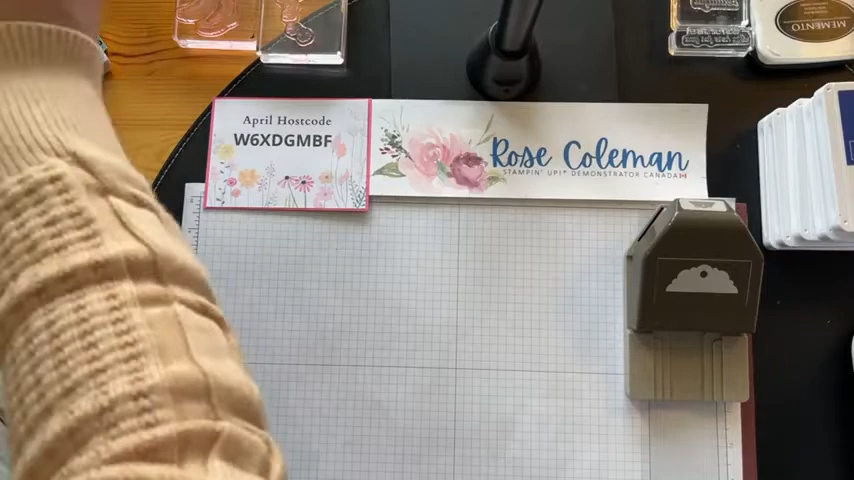 April Hostcode
W6XDGMBF
Rose Coleman
STAMPIN' UP!® DEMONSTRATOR CANADA
MEMENTO